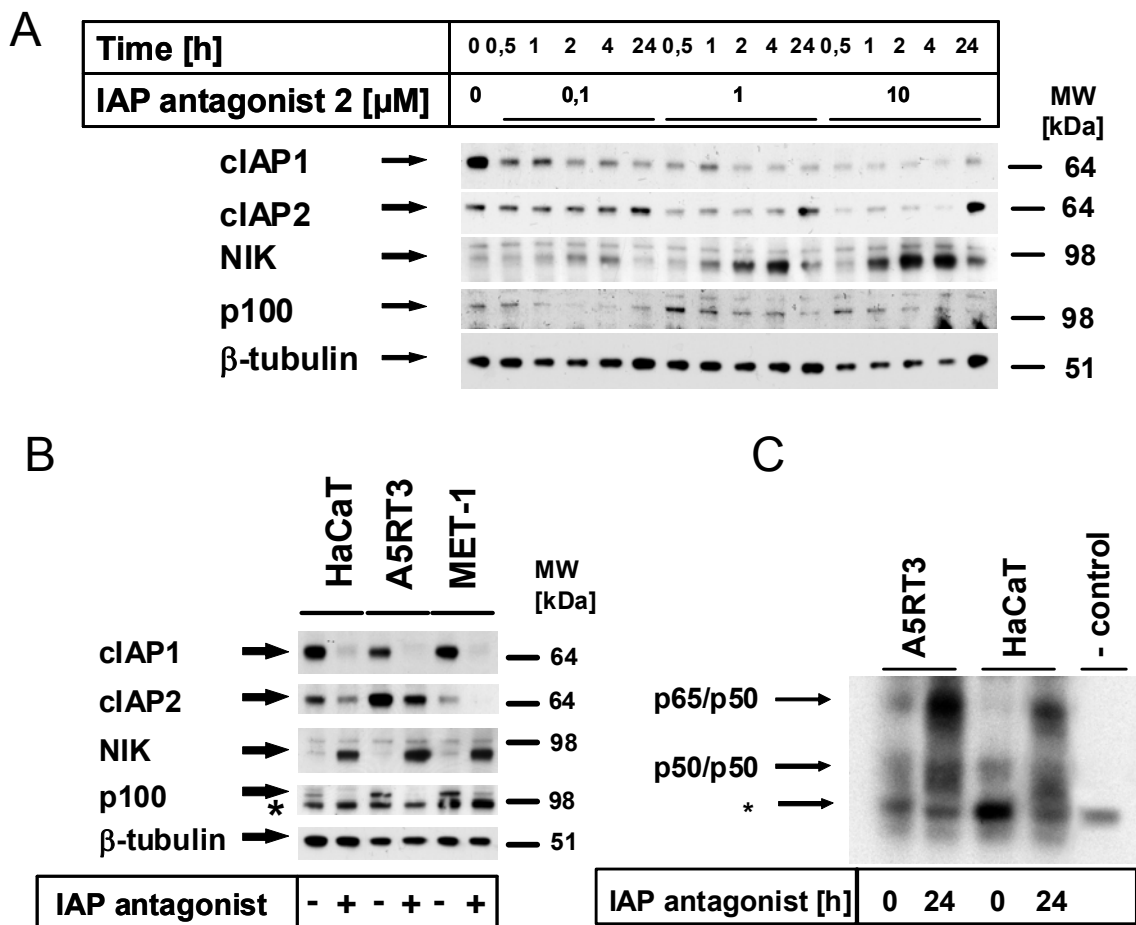 A
Time [h] 0 0,5 1 2 4 24 0,5 1 2 4 24 0,5 1 2 4 24
IAP antagonist 2 [µM] 0 0,1 1 10
MW
[kDa]
cIAP1 64
cIAP2 64
NIK 98
p100 98
β-tubulin 51
B
HaCaT A5RT3 MET-1
MW
[kDa]
cIAP1 64
cIAP2 64
NIK 98
p100
* 98
β-tubulin 51
IAP antagonist - + - + - +
C
A5RT3 HaCaT - control
p65/p50
p50/p50
*
IAP antagonist [h] 0 24 0 24